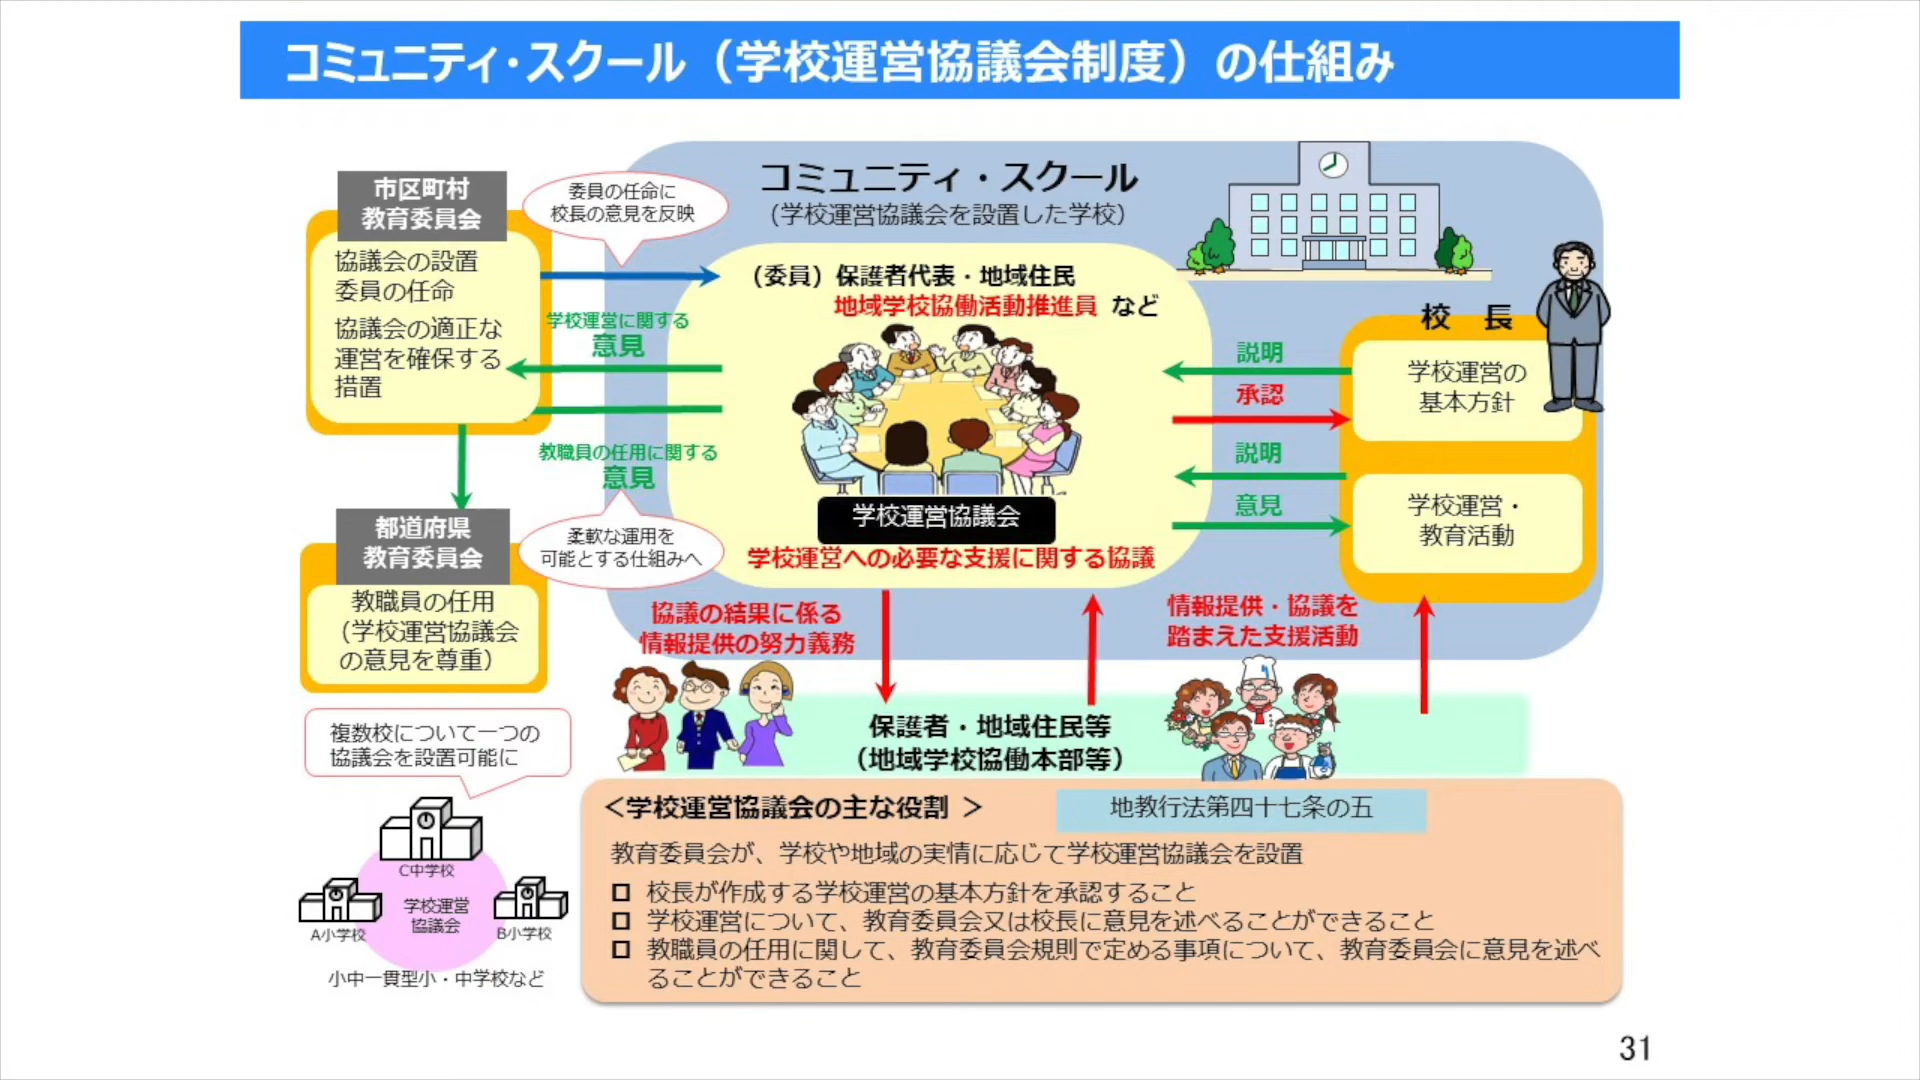 コミュニティ・スクール（学校運営協議会制度）の仕組み
市区町村
教育委員会
協議会の設置
委員の任命
協議会の適正な
運営を確保する
措置
委員の任命に
校長の意見を反映
コミュニティ・スクール
（学校運営協議会を設置した学校）
（委員）保護者代表・地域住民
地域学校協働活動推進員 など
学校運営に関する
意見
教職員の任用に関する
意見
柔軟な運用を
可能とする仕組みへ
学校運営協議会
学校運営への必要な支援に関する協議
説明
承認
説明
意見
校 長
学校運営の
基本方針
学校運営・
教育活動
都道府県
教育委員会
教職員の任用
（学校運営協議会
の意見を尊重）
協議の結果に係る
情報提供の努力義務
情報提供・協議を
踏まえた支援活動
保護者・地域住民等
（地域学校協働本部等）
複数校について一つの
協議会を設置可能に
C中学校
学校運営
協議会
A小学校
B小学校
小中一貫型小・中学校など
＜学校運営協議会の主な役割 ＞
地教行法第四十七条の五
教育委員会が、学校や地域の実情に応じて学校運営協議会を設置
□ 校長が作成する学校運営の基本方針を承認すること
□ 学校運営について、教育委員会又は校長に意見を述べることができること
□ 教職員の任用に関して、教育委員会規則で定める事項について、教育委員会に意見を述べ
ることができること
31